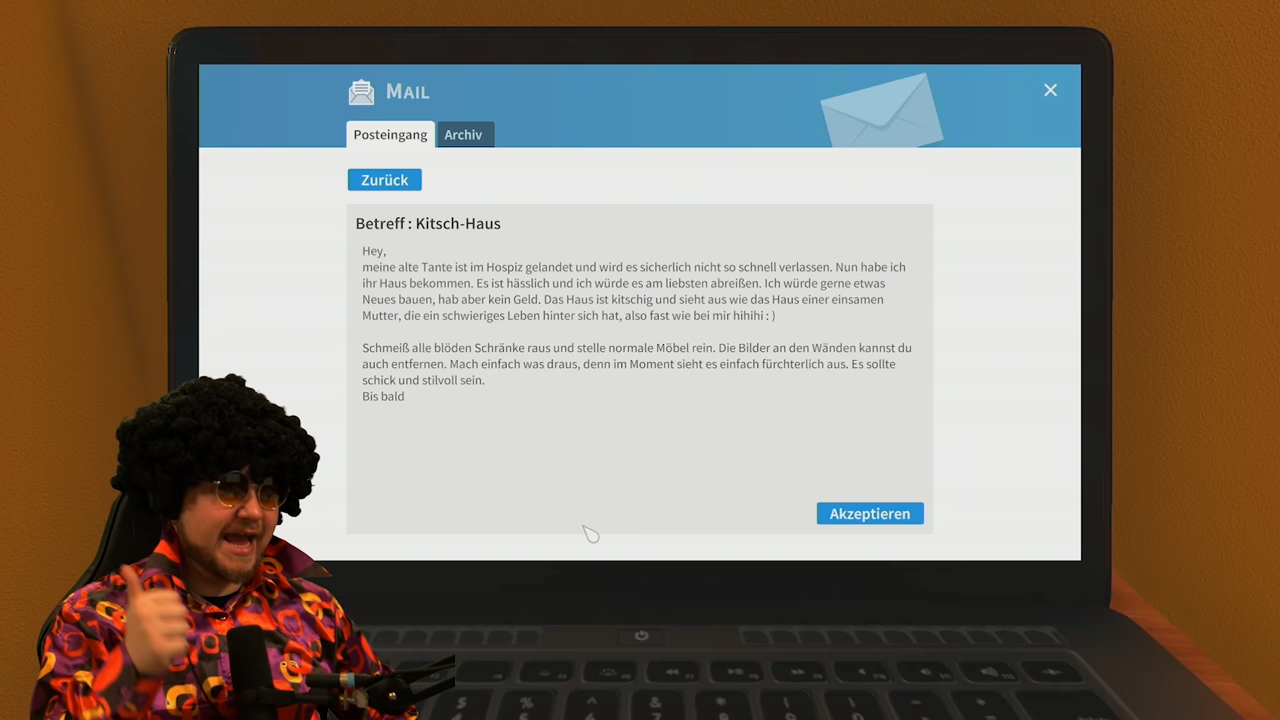 MAIL
Posteingang
Archiv
Zurück
Betreff : Kitsch-Haus
Hey,
meine alte Tante ist im Hospiz gelandet und wird es sicherlich nicht so schnell verlassen. Nun habe ich
ihr Haus bekommen. Es ist hässlich und ich würde es am liebsten abreißen. Ich würde gerne etwas
Neues bauen, hab aber kein Geld. Das Haus ist kitschig und sieht aus wie das Haus einer einsamen
Mutter, die ein schwieriges Leben hinter sich hat, also fast wie bei mir hihihi : )
Schmeiß alle blöden Schränke raus und stelle normale Möbel rein. Die Bilder an den Wänden kannst du
auch entfernen. Mach einfach was draus, denn im Moment sieht es einfach fürchterlich aus. Es sollte
schick und stilvoll sein.
Bis bald
Akzeptieren
$ % ^ & *